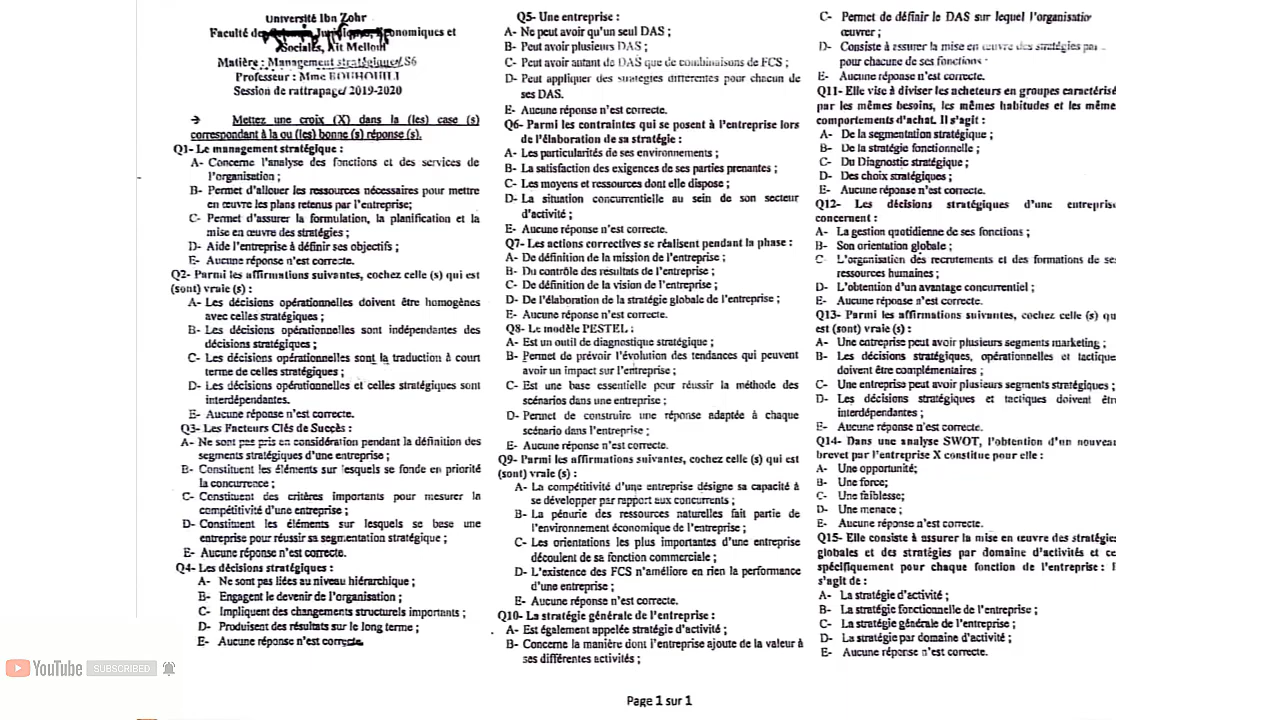 Université Ibn Zohr
Faculté des Juridiques, Economiques et
Sociales, Ait Melloul
Matière : Management stratégique/S6
Professeur : Mme BOUHOUILI
Session de rattrapage/ 2019-2020
→ Mettez une croix (X) dans la (les) case (s)
correspondant à la ou (les) bonne (s) réponse (s).
Q1- Le management stratégique :
A- Concerne l'analyse des fonctions et des services de
l'organisation ;
B- Permet d'allouer les ressources nécessaires pour mettre
en œuvre les plans retenus par l'entreprise;
C- Permet d'assurer la formulation, la planification et la
mise en œuvre des stratégies ;
D- Aide l'entreprise à définir ses objectifs ;
E- Aucune réponse n'est correcte.
Q2- Parmi les affirmations suivantes, cochez celle (s) qui est
(sont) vraie (s) :
A- Les décisions opérationnelles doivent être homogènes
avec celles stratégiques ;
B- Les décisions opérationnelles sont indépendantes des
décisions stratégiques ;
C- Les décisions opérationnelles sont la traduction à court
terme de celles stratégiques ;
D- Les décisions opérationnelles et celles stratégiques sont
interdépendantes.
E- Aucune réponse n'est correcte.
Q3- Les Facteurs Clés de Succès :
A- Ne sont pas pris en considération pendant la définition des
segments stratégiques d'une entreprise ;
B- Constituent les éléments sur lesquels se fonde en priorité
la concurrence ;
C- Constituent des critères importants pour mesurer la
compétitivité d'une entreprise ;
D- Constituent les éléments sur lesquels se base une
entreprise pour réussir sa segmentation stratégique ;
E- Aucune réponse n'est correcte.
Q4- Les décisions stratégiques :
A- Ne sont pas liées au niveau hiérarchique ;
B- Engagent le devenir de l'organisation ;
C- Impliquent des changements structurels importants ;
D- Produisent des résultats sur le long terme ;
E- Aucune réponse n'est correcte.
Q5- Une entreprise :
A- Ne peut avoir qu'un seul DAS ;
B- Peut avoir plusieurs DAS ;
C- Peut avoir autant de DAS que de combinaisons de FCS ;
D- Peut appliquer des stratégies différentes pour chacun de
ses DAS.
E- Aucune réponse n'est correcte.
Q6- Parmi les contraintes qui se posent à l'entreprise lors
de l'élaboration de sa stratégie :
A- Les particularités de ses environnements ;
B- La satisfaction des exigences de ses parties prenantes ;
C- Les moyens et ressources dont elle dispose ;
D- La situation concurrentielle au sein de son secteur
d'activité ;
E- Aucune réponse n'est correcte.
Q7- Les actions correctives se réalisent pendant la phase :
A- De définition de la mission de l'entreprise ;
B- Du contrôle des résultats de l'entreprise ;
C- De définition de la vision de l'entreprise ;
D- De l'élaboration de la stratégie globale de l'entreprise ;
E- Aucune réponse n'est correcte.
Q8- Le modèle PESTEL :
A- Est un outil de diagnostique stratégique ;
B- Permet de prévoir l'évolution des tendances qui peuvent
avoir un impact sur l'entreprise ;
C- Est une base essentielle pour réussir la méthode des
scénarios dans une entreprise ;
D- Permet de construire une réponse adaptée à chaque
scénario dans l'entreprise ;
E- Aucune réponse n'est correcte.
Q9- Parmi les affirmations suivantes, cochez celle (s) qui est
(sont) vraie (s) :
A- La compétitivité d'une entreprise désigne sa capacité à
se développer par rapport aux concurrents ;
B- La pénurie des ressources naturelles fait partie de
l'environnement économique de l'entreprise ;
C- Les orientations les plus importantes d'une entreprise
découlent de sa fonction commerciale ;
D- L'existence des FCS n'améliore en rien la performance
d'une entreprise ;
E- Aucune réponse n'est correcte.
Q10- La stratégie générale de l'entreprise :
A- Est également appelée stratégie d'activité ;
B- Concerne la manière dont l'entreprise ajoute de la valeur à
ses différentes activités ;
C- Permet de définir le DAS sur lequel l'organisation
œuvrer ;
D- Consiste à assurer la mise en œuvre des stratégies par
pour chacune de ses fonctions
E- Aucune réponse n'est correcte.
Q11- Elle vise à diviser les acheteurs en groupes caractérisé
par les mêmes besoins, les mêmes habitudes et les même
comportements d'achat. Il s'agit :
A- De la segmentation stratégique ;
B- De la stratégie fonctionnelle ;
C- Du Diagnostic stratégique ;
D- Des choix stratégiques ;
E- Aucune réponse n'est correcte.
Q12- Les décisions stratégiques d'une entreprise
concernent :
A- La gestion quotidienne de ses fonctions ;
B- Son orientation globale ;
C L'organisation des recrutements et des formations de se
ressources humaines ;
D- L'obtention d'un avantage concurrentiel ;
E- Aucune réponse n'est correcte.
Q13- Parmi les affirmations suivantes, cochez celle (s) qu
est (sont) vraie (s) :
A- Une entreprise peut avoir plusieurs segments marketing ;
B- Les décisions stratégiques, opérationnelles et tactique
doivent être complémentaires ;
C- Une entreprise peut avoir plusieurs segments stratégiques ;
D- Les décisions stratégiques et tactiques doivent êtr
interdépendantes ;
E- Aucune réponse n'est correcte.
Q14- Dans une analyse SWOT, l'obtention d'un nouveau
brevet par l'entreprise X constitue pour elle :
A- Une opportunité;
B- Une force;
C- Une faiblesse;
D- Une menace ;
E- Aucune réponse n'est correcte.
Q15- Elle consiste à assurer la mise en œuvre des stratégies
globales et des stratégies par domaine d'activités et ce
spécifiquement pour chaque fonction de l'entreprise : I
s'agit de :
A- La stratégie d'activité ;
B- La stratégie fonctionnelle de l'entreprise ;
C- La stratégie générale de l'entreprise ;
D- La stratégie par domaine d'activité ;
E- Aucune réponse n'est correcte.
YouTube SUBSCRIBED
Page 1 sur 1